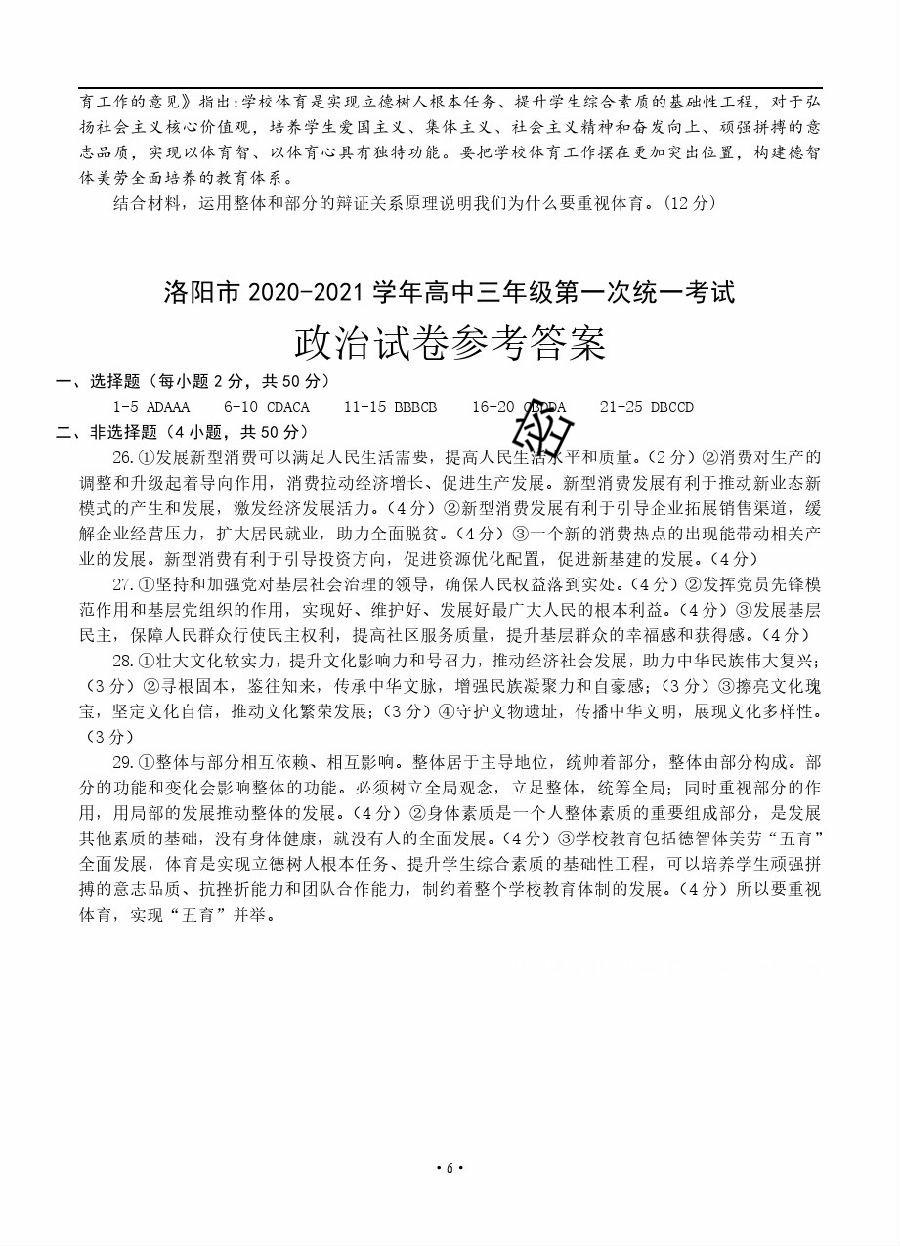 育工作的意见》指出:学校体育是实现立德树人根本任务、提升学生综合素质的基础性工程，对于弘
扬社会主义核心价值观，培养学生爱国主义、集体主义、社会主义精神和奋发向上、顽强拼搏的意
志品质，实现以体育智、以体育心具有独特功能。要把学校体育工作摆在更加突出位置，构建德智
体美劳全面培养的教育体系。
结合材料，运用整体和部分的辩证关系原理说明我们为什么要重视体育。(12 分)
洛阳市 2020-2021 学年高中三年级第一次统一考试
政治试卷参考答案
一、选择题（每小题 2 分，共 50 分）
1-5 ADAAA 6-10 CDACA 11-15 BBBCB 16-20 CBDDA 21-25 DBCCD
二、非选择题（4 小题，共 50 分）
26.①发展新型消费可以满足人民生活需要，提高人民生活水平和质量。（2 分）②消费对生产的
调整和升级起着导向作用，消费拉动经济增长、促进生产发展。新型消费发展有利于推动新业态新
模式的产生和发展，激发经济发展活力。（4 分）②新型消费发展有利于引导企业拓展销售渠道，缓
解企业经营压力，扩大居民就业，助力全面脱贫。（4 分）③一个新的消费热点的出现能带动相关产
业的发展。新型消费有利于引导投资方向，促进资源优化配置，促进新基建的发展。（4 分）
27.①坚持和加强党对基层社会治理的领导，确保人民权益落到实处。（4 分）②发挥党员先锋模
范作用和基层党组织的作用，实现好、维护好、发展好最广大人民的根本利益。（4 分）③发展基层
民主，保障人民群众行使民主权利，提高社区服务质量，提升基层群众的幸福感和获得感。（4 分）
28.①壮大文化软实力，提升文化影响力和号召力，推动经济社会发展，助力中华民族伟大复兴；
（3 分）②寻根固本，鉴往知来，传承中华文脉，增强民族凝聚力和自豪感；（3 分）③擦亮文化瑰
宝，坚定文化自信，推动文化繁荣发展；（3 分）④守护文物遗址，传播中华文明，展现文化多样性。
（3 分）
29.①整体与部分相互依赖、相互影响。整体居于主导地位，统帅着部分，整体由部分构成。部
分的功能和变化会影响整体的功能。必须树立全局观念，立足整体，统筹全局；同时重视部分的作
用，用局部的发展推动整体的发展。（4 分）②身体素质是一个人整体素质的重要组成部分，是发展
其他素质的基础，没有身体健康，就没有人的全面发展。（4 分）③学校教育包括德智体美劳“五育”
全面发展，体育是实现立德树人根本任务、提升学生综合素质的基础性工程，可以培养学生顽强拼
搏的意志品质、抗挫折能力和团队合作能力，制约着整个学校教育体制的发展。（4 分）所以要重视
体育，实现“五育”并举。
·6·